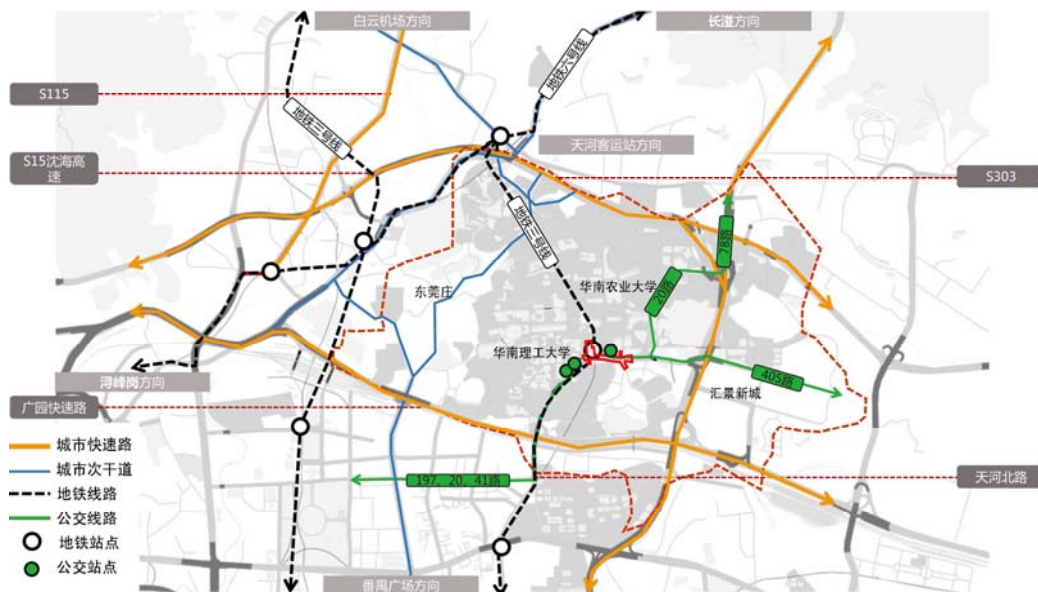 白云机场方向
长湴方向
S115
地铁三号线
地铁六号线
天河客运站方向
S15沈海高
速
S303
地铁三号线
78路
东莞庄
华南农业大学
20路
华南理工大学
405路
浔峰岗方向
汇景新城
广园快速路
城市快速路
城市次干道
地铁线路
197、20、41路
天河北路
公交线路
地铁站点
公交站点
番禺广场方向